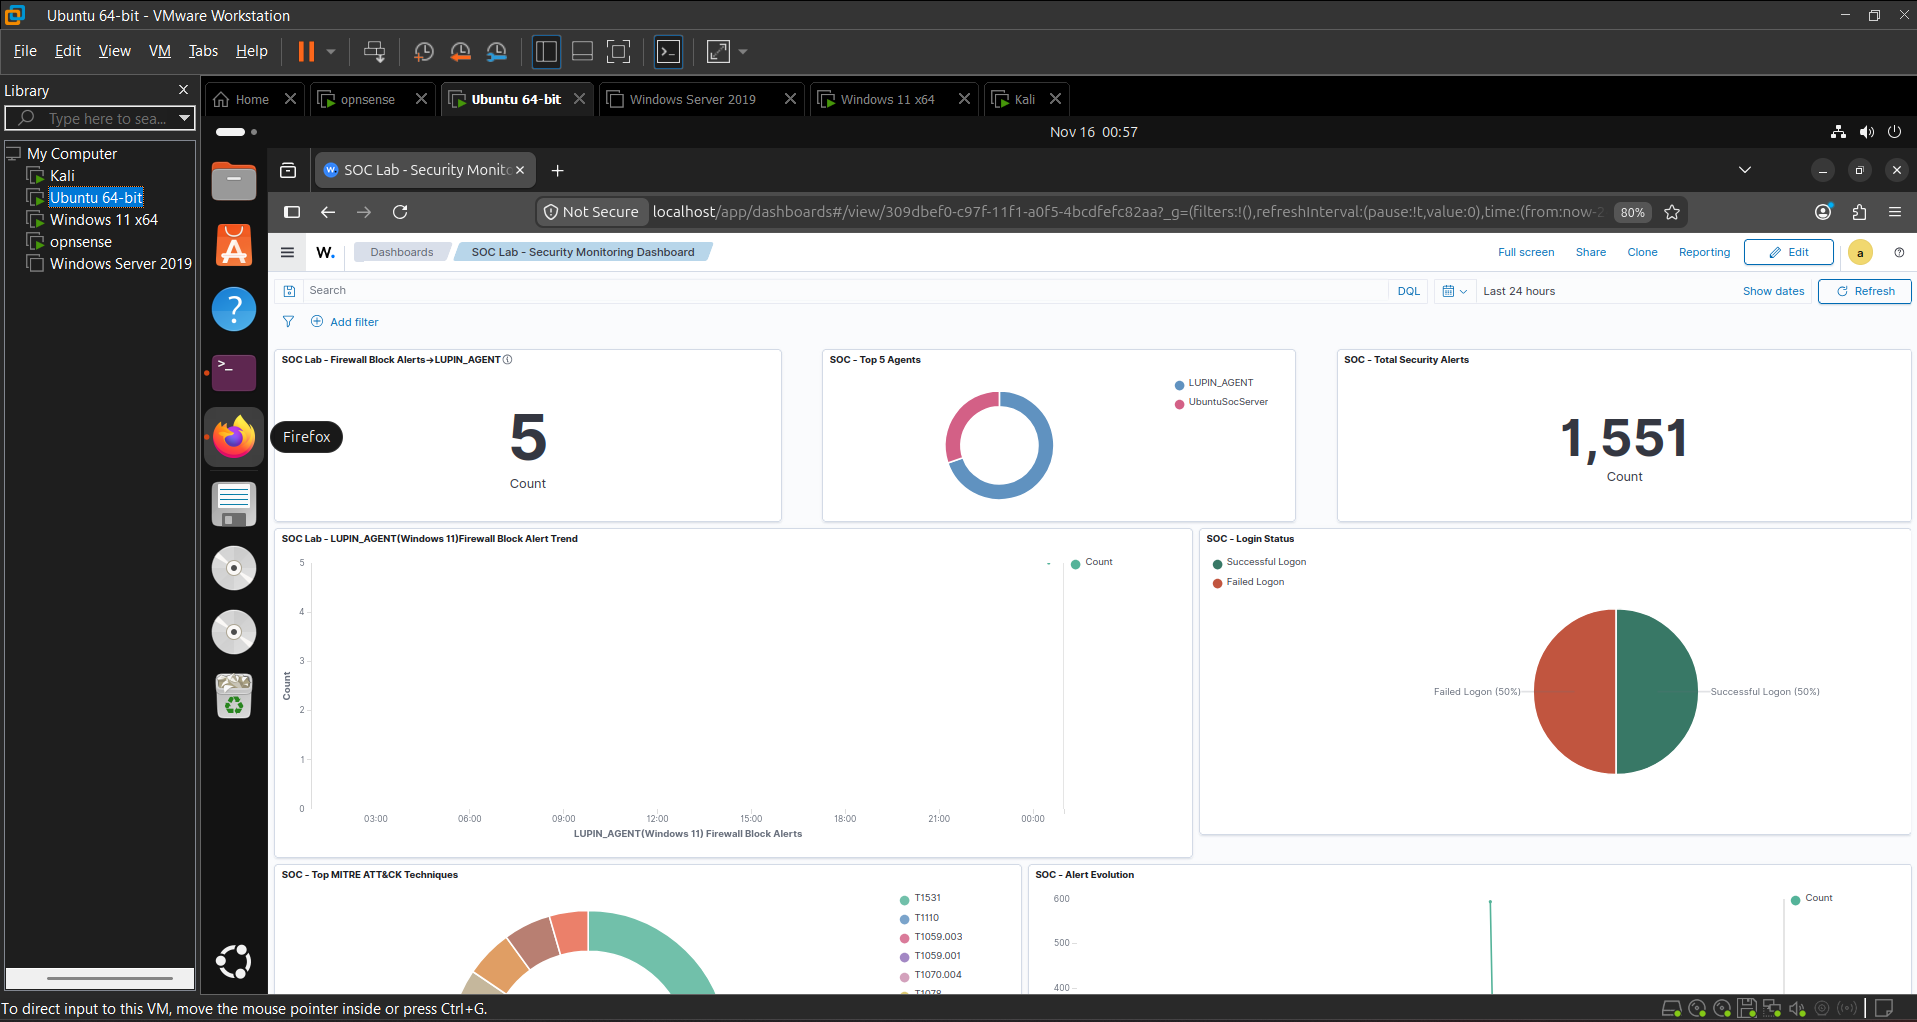 Ubuntu 64-bit - VMware Workstation
File Edit View VM Tabs Help
Library
Type here to sea...
My Computer
Kali
Ubuntu 64-bit
Windows 11 x64
opnsense
Windows Server 2019
Home
opnsense
Ubuntu 64-bit
Windows Server 2019
Windows 11 x64
Kali
Nov 16 00:57
SOC Lab - Security Monito
Not Secure
localhost/app/dashboards#/view/309dbef0-c97f-11f1-a0f5-4bcdfefc82aa?_g=(filters:!(),refreshInterval:(pause:!t,value:0),time:(from:now-2
80%
W.
Dashboards
SOC Lab - Security Monitoring Dashboard
Full screen
Share
Clone
Reporting
Edit
a
Search
DQL
Last 24 hours
Show dates
Refresh
Add filter
Firefox
SOC Lab - Firewall Block Alerts→LUPIN_AGENT
5
Count
SOC - Top 5 Agents
LUPIN_AGENT
UbuntuSocServer
SOC - Total Security Alerts
1,551
Count
SOC Lab - LUPIN_AGENT(Windows 11)Firewall Block Alert Trend
5
4
3
2
1
0
Count
03:00 06:00 09:00 12:00 15:00 18:00 21:00 00:00
LUPIN_AGENT(Windows 11) Firewall Block Alerts
Count
SOC - Login Status
Successful Logon
Failed Logon
Failed Logon (50%)
Successful Logon (50%)
SOC - Top MITRE ATT&CK Techniques
T1531
T1110
T1059.003
T1059.001
T1070.004
T1078
SOC - Alert Evolution
600
500
400
Count
To direct input to this VM, move the mouse pointer inside or press Ctrl+G.